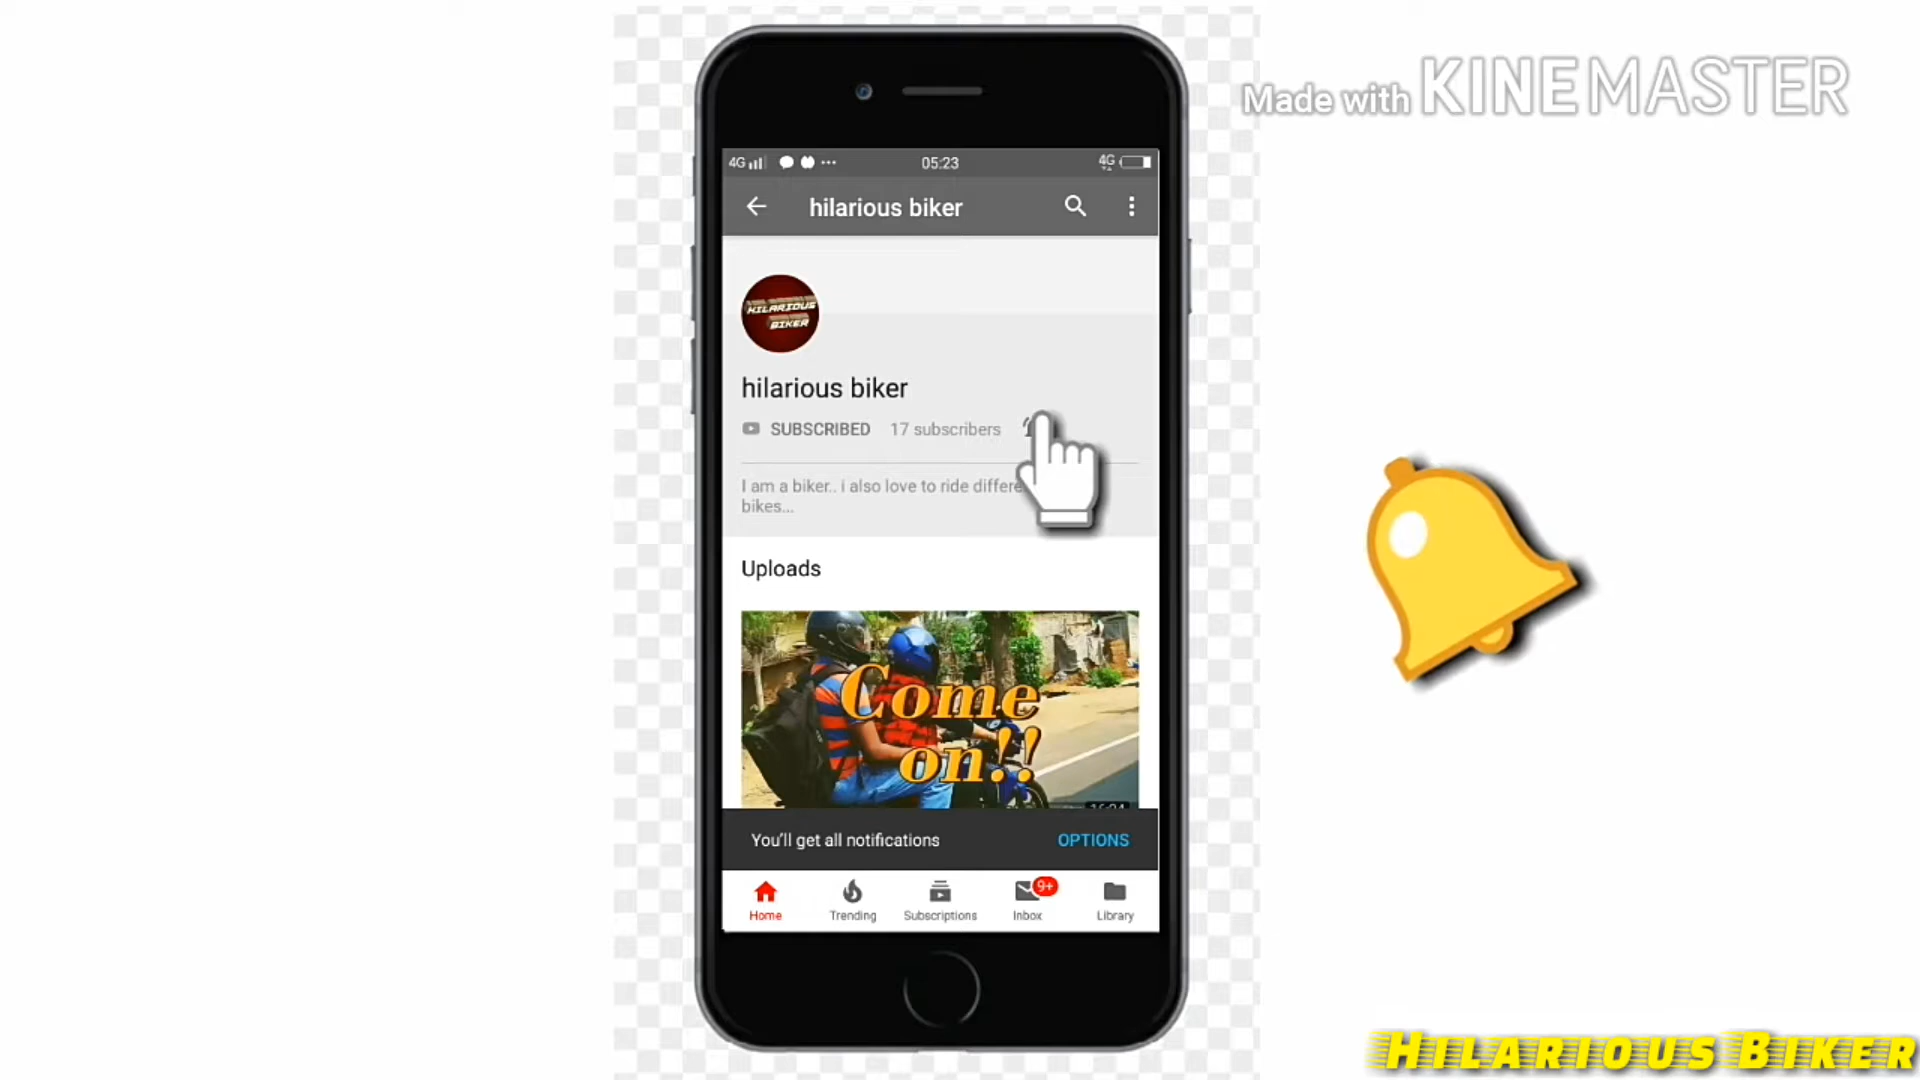 Made with KINEMASTER
4G 05:23 4G
hilarious biker
HILARIOUS
BIKER
hilarious biker
SUBSCRIBED 17 subscribers
I am a biker.. i also love to ride differe
bikes...
Uploads
Come
on!!
You'll get all notifications OPTIONS
9+
Home Trending Subscriptions Inbox Library
HILARIOUS BIKER